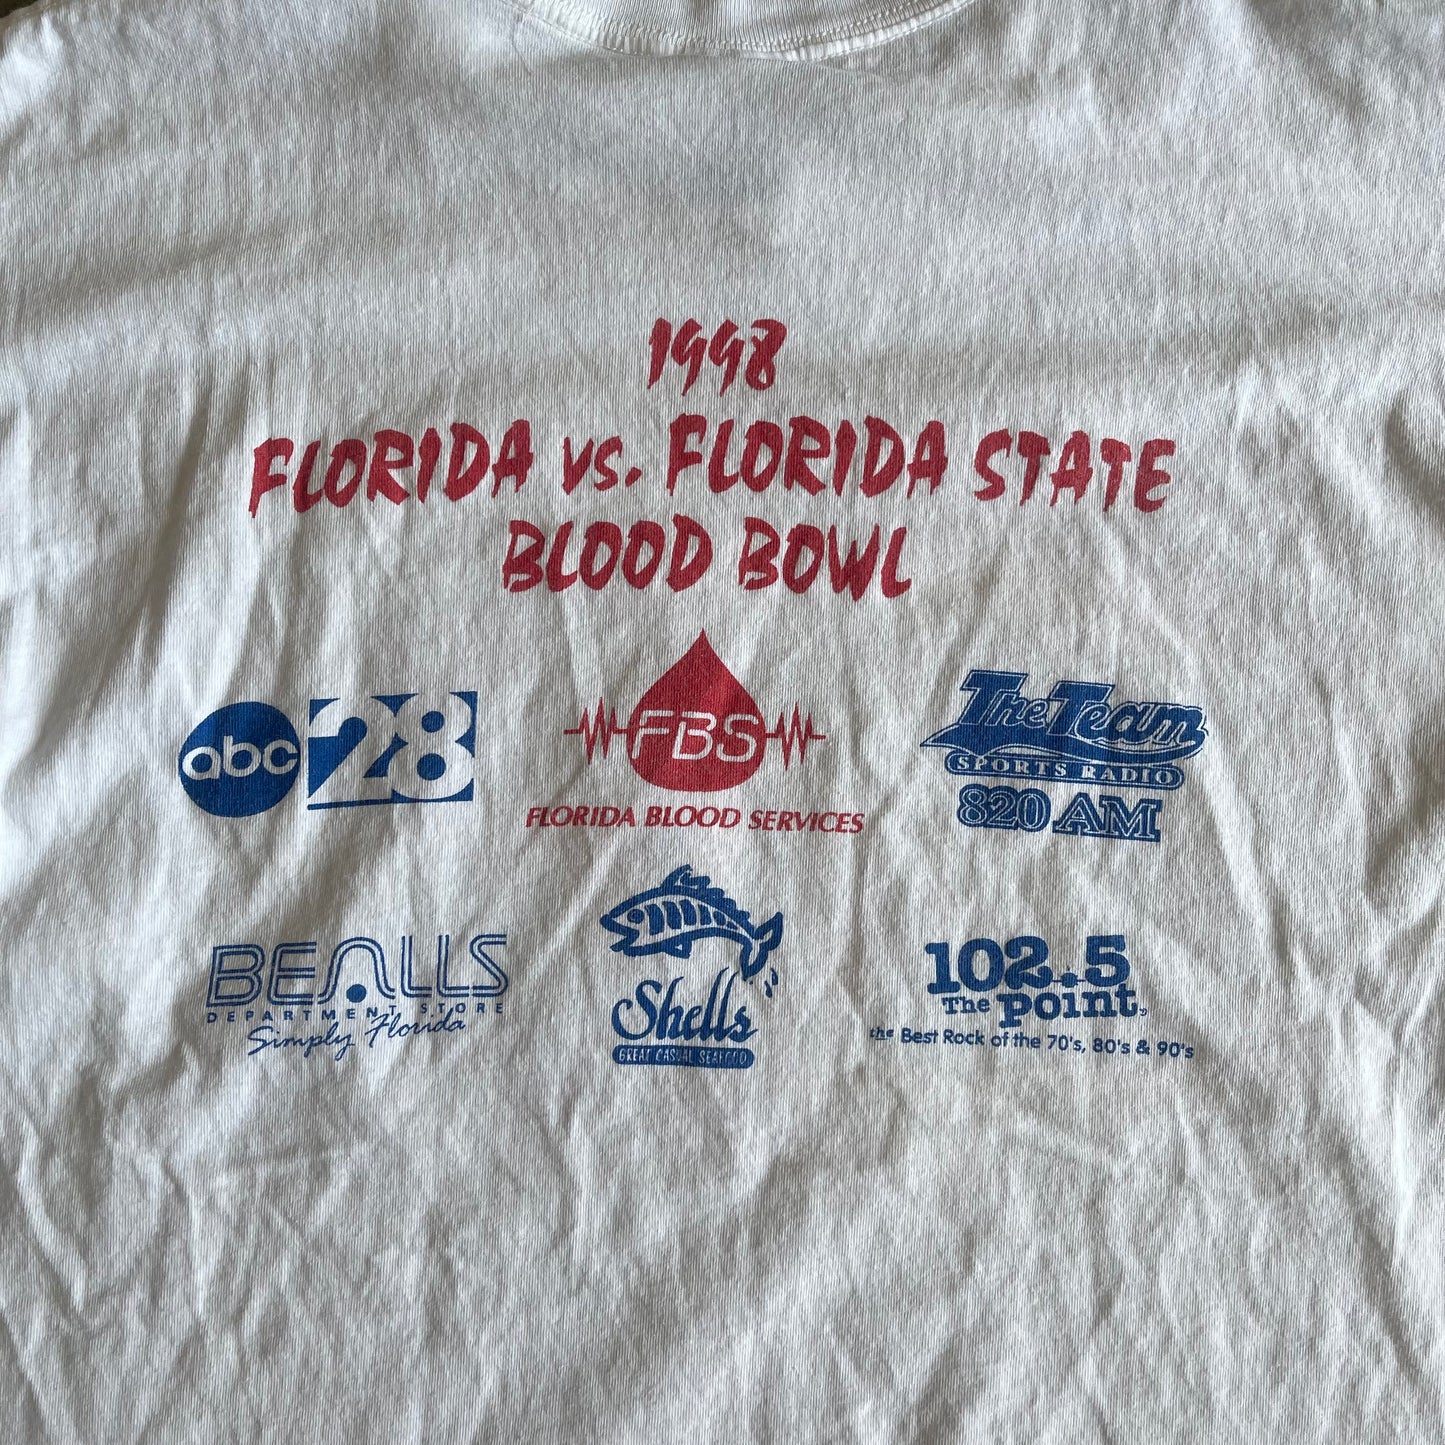 1998
FLORIDA vs. FLORIDA STATE
BLOOD BOWL
abc 28
FBS
FLORIDA BLOOD SERVICES
The Team
SPORTS RADIO
820 AM
BEALLS
DEPARTMENT STORE
Simply Florida
Shells
GREAT CASUAL SEAFOOD
102.5
The Point
the Best Rock of the 70's, 80's & 90's